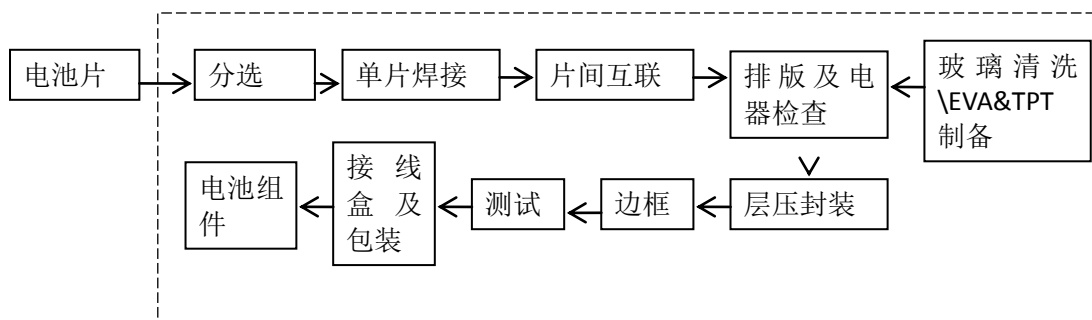 电池片
分选
单片焊接
片间互联
排版及电
器检查
玻璃清洗
\EVA&TPT
制备
电池组
件
接线
盒及
包装
测试
边框
层压封装